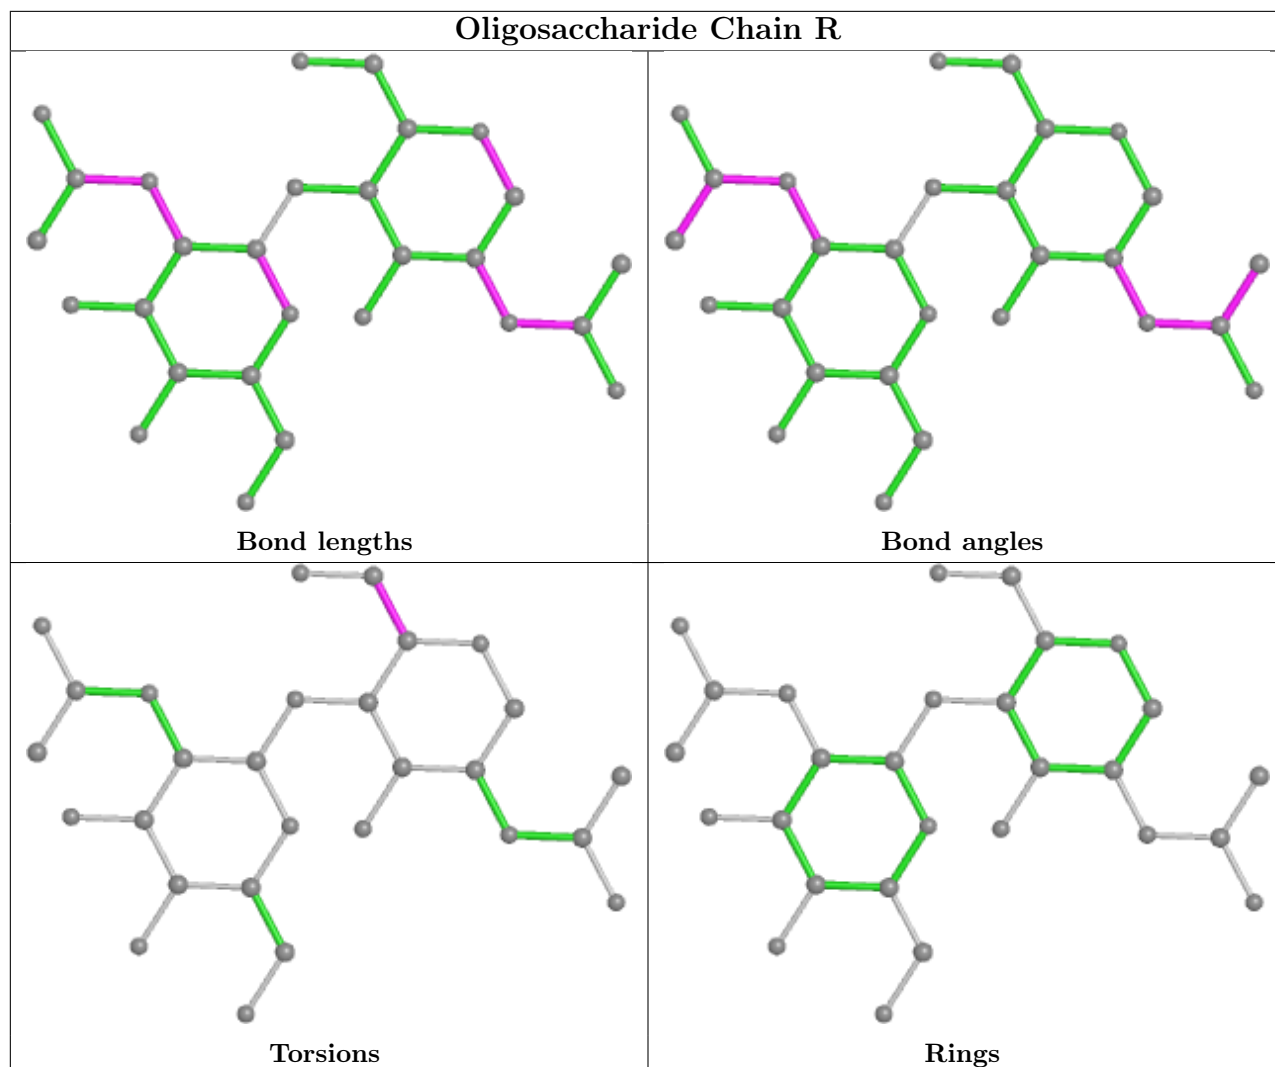 Oligosaccharide Chain R
Bond lengths
Bond angles
Torsions
Rings